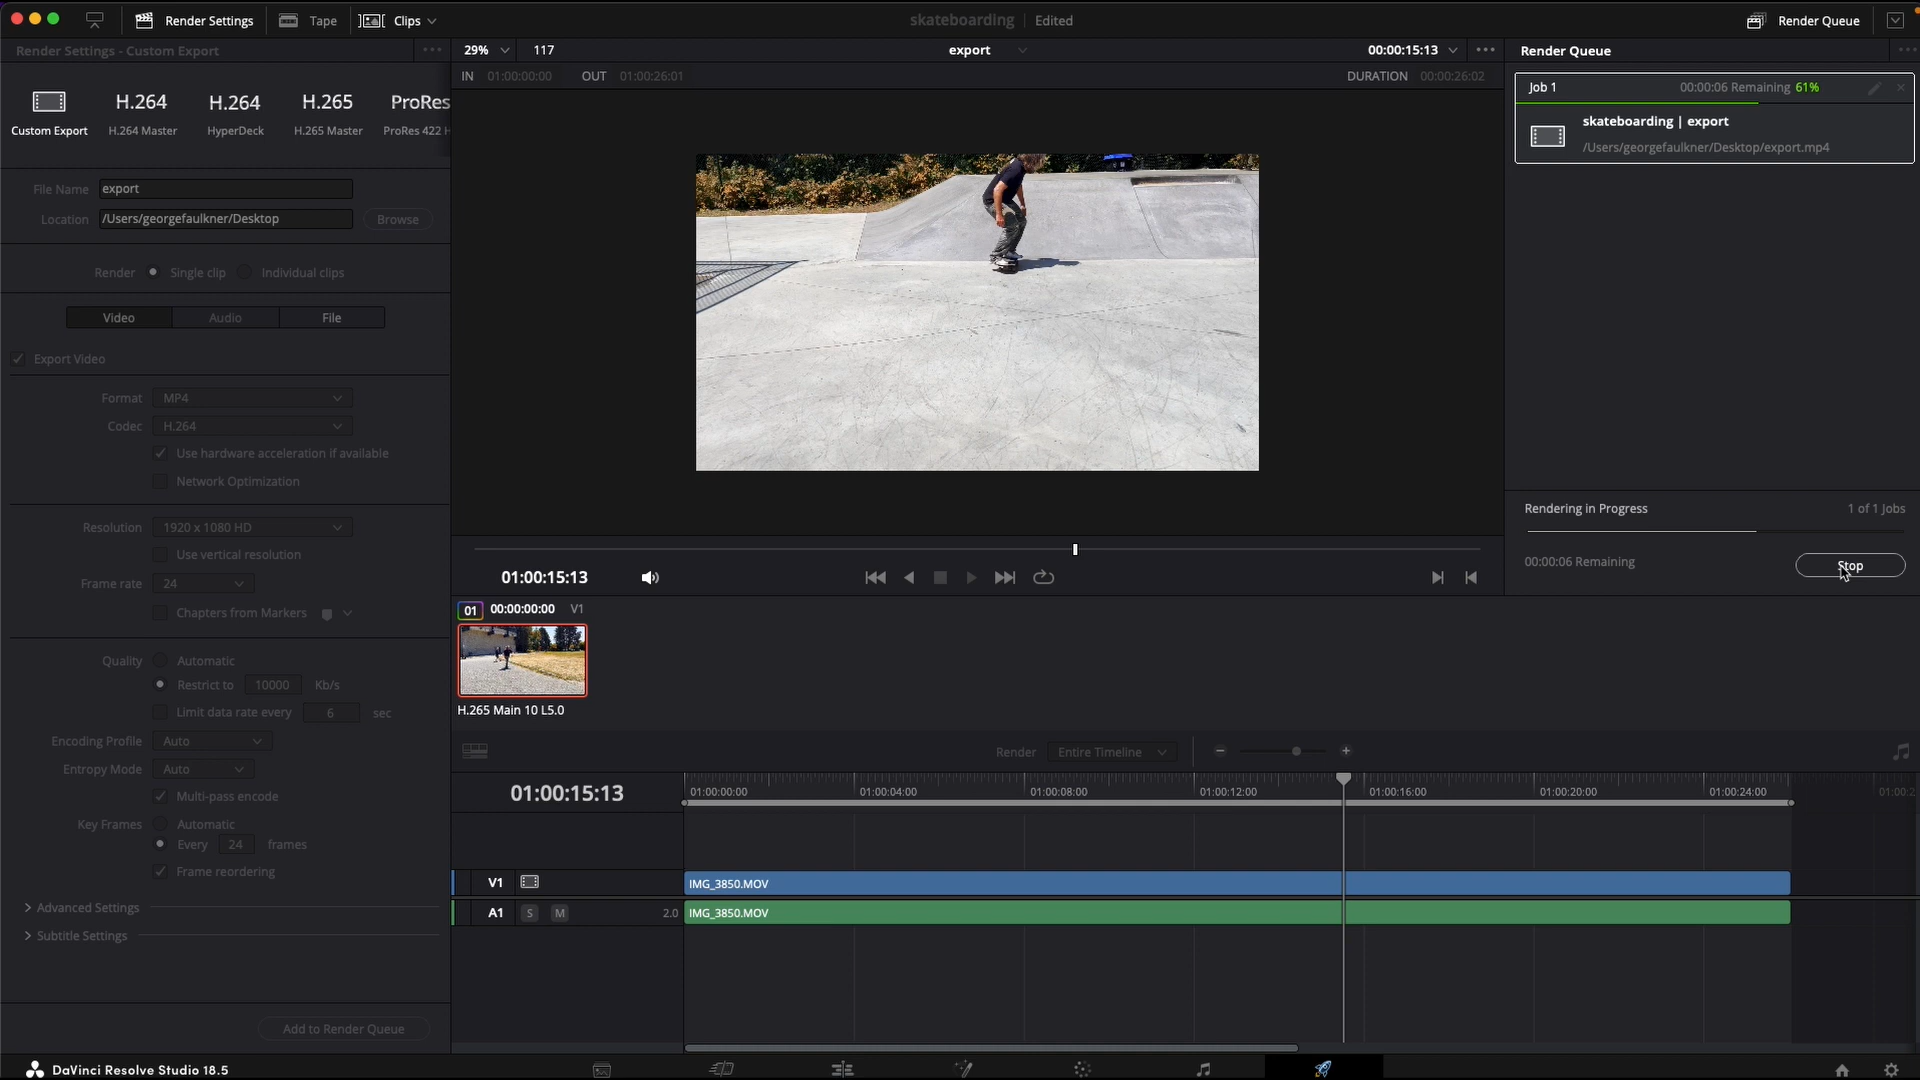 Render Settings
Tape
Clips
skateboarding
Edited
Render Queue
Render Settings - Custom Export
29%
117
export
00:00:15:13
Render Queue
IN 01:00:00:00 OUT 01:00:26:01
DURATION 00:00:26:02
Custom Export
H.264
H.264 Master
H.264
HyperDeck
H.265
H.265 Master
ProRes
ProRes 422 H
Job 1
00:00:06 Remaining 61%
skateboarding | export
/Users/georgefaulkner/Desktop/export.mp4
File Name export
Location /Users/georgefaulkner/Desktop Browse
Render Single clip Individual clips
Video Audio File
Export Video
Format MP4
Codec H.264
Use hardware acceleration if available
Network Optimization
Resolution 1920 x 1080 HD
Use vertical resolution
Frame rate 24
Chapters from Markers
Quality Automatic
Restrict to 10000 Kb/s
Limit data rate every 6 sec
Encoding Profile Auto
Entropy Mode Auto
Multi-pass encode
Key Frames Automatic
Every 24 frames
Frame reordering
Advanced Settings
Subtitle Settings
Add to Render Queue
Rendering in Progress
1 of 1 Jobs
00:00:06 Remaining
Stop
01:00:15:13
01 00:00:00:00 V1
H.265 Main 10 L5.0
Render Entire Timeline
01:00:15:13
01:00:00:00 01:00:04:00 01:00:08:00 01:00:12:00 01:00:16:00 01:00:20:00 01:00:24:00 01:00:2
V1
IMG_3850.MOV
A1 S M 2.0
IMG_3850.MOV
DaVinci Resolve Studio 18.5